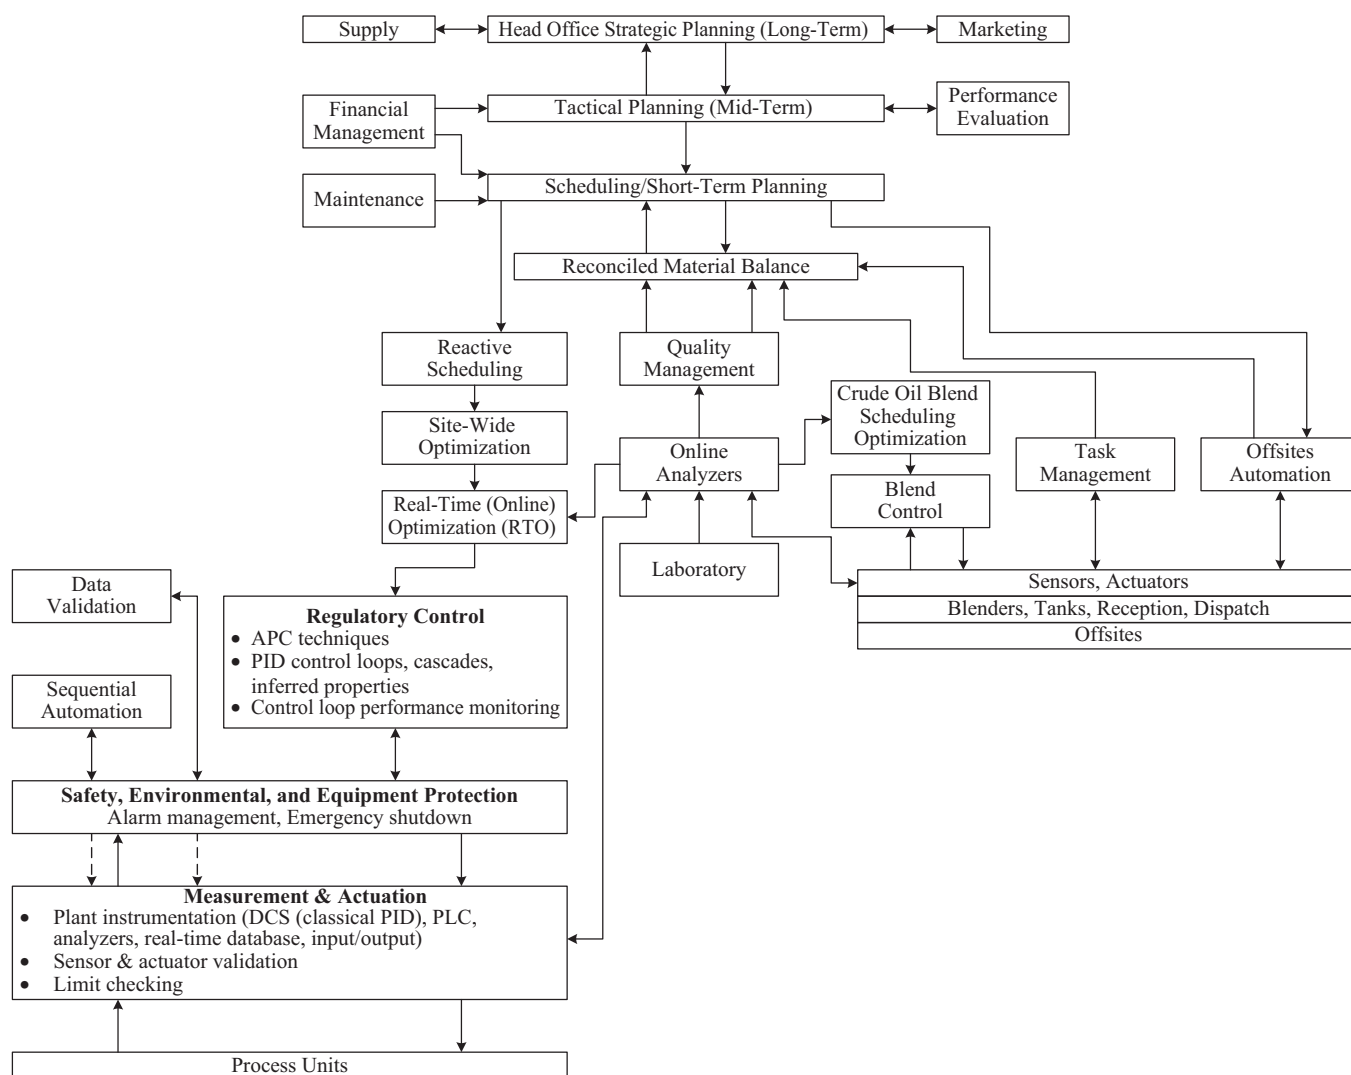 Supply
Head Office Strategic Planning (Long-Term)
Marketing
Financial
Management
Tactical Planning (Mid-Term)
Performance
Evaluation
Maintenance
Scheduling/Short-Term Planning
Reconciled Material Balance
Reactive
Scheduling
Quality
Management
Crude Oil Blend
Scheduling
Optimization
Site-Wide
Optimization
Online
Analyzers
Task
Management
Offsites
Automation
Real-Time (Online)
Optimization (RTO)
Blend
Control
Laboratory
Sensors, Actuators
Blenders, Tanks, Reception, Dispatch
Offsites
Data
Validation
Regulatory Control
• APC techniques
• PID control loops, cascades,
inferred properties
• Control loop performance monitoring
Sequential
Automation
Safety, Environmental, and Equipment Protection
Alarm management, Emergency shutdown
Measurement & Actuation
• Plant instrumentation (DCS (classical PID), PLC,
analyzers, real-time database, input/output)
• Sensor & actuator validation
• Limit checking
Process Units